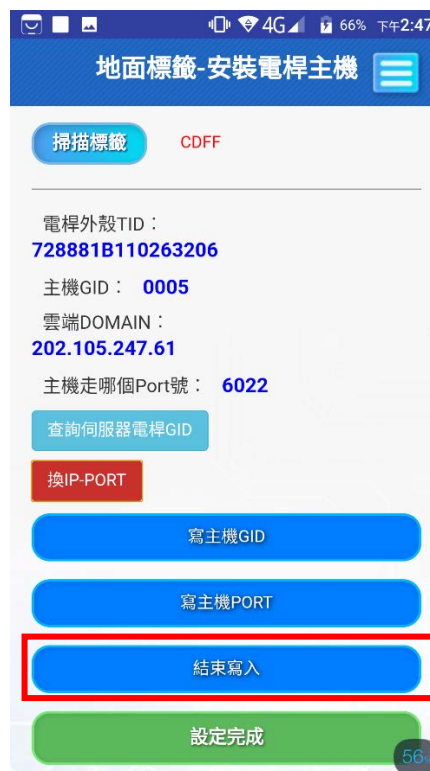 4G 66% 下午2:47
地面標籤-安裝電桿主機
掃描標籤 CDFF
電桿外殼TID：
728881B110263206
主機GID： 0005
雲端DOMAIN：
202.105.247.61
主機走哪個Port號： 6022
查詢伺服器電桿GID
換IP-PORT
寫主機GID
寫主機PORT
結束寫入
設定完成
56